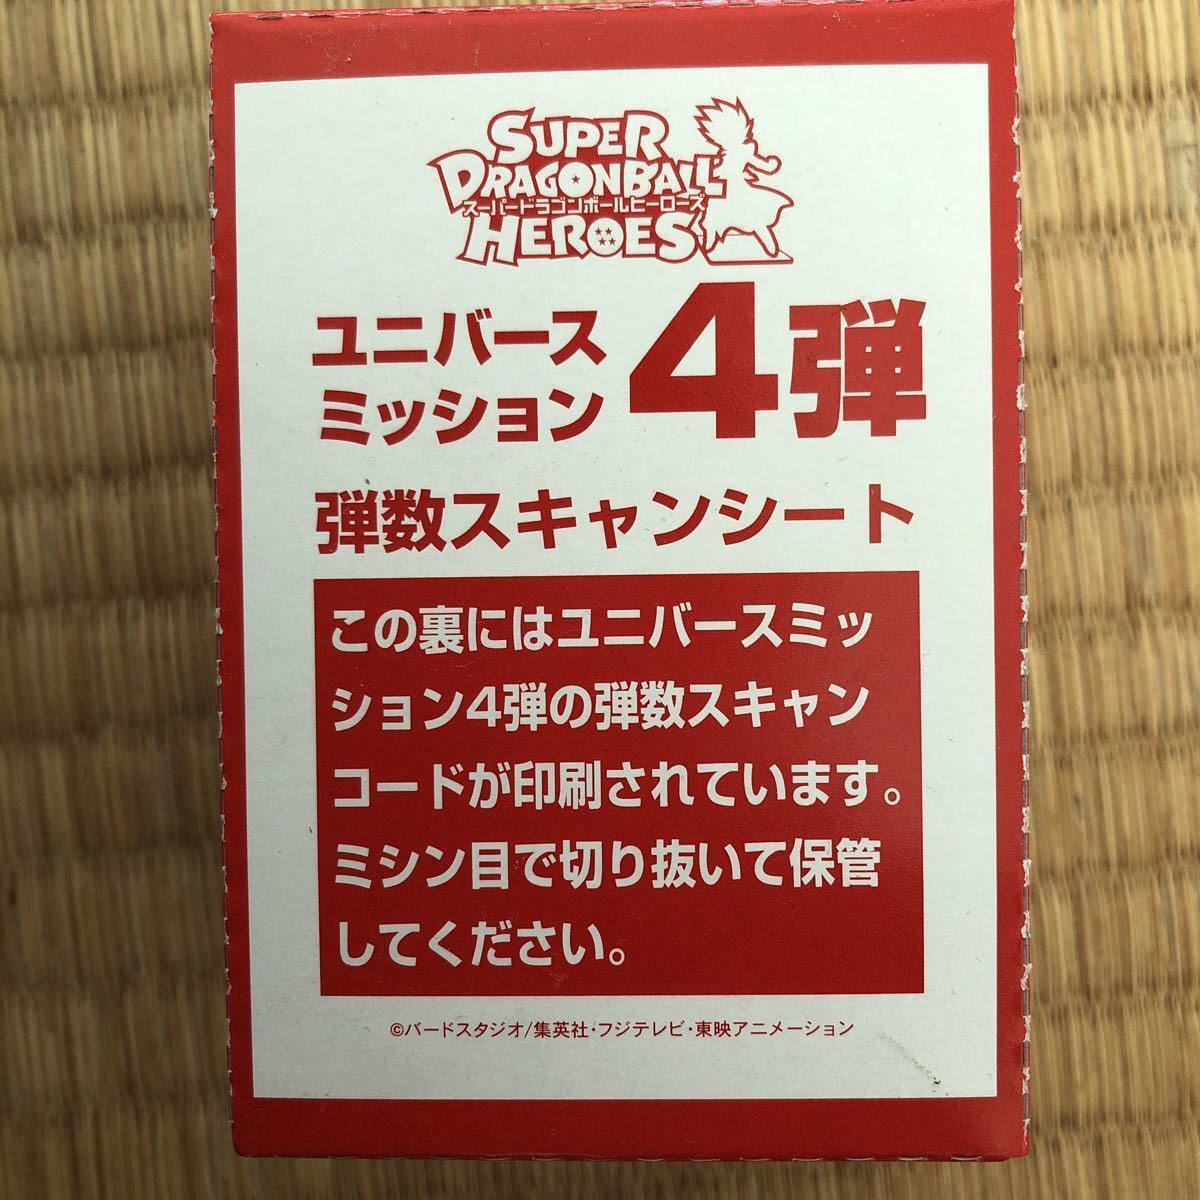 SUPER
DRAGONBALL
スーパードラゴンボールヒーローズ
HEROES
ユニバース
ミッション
4弾
弾数スキャンシート
この裏にはユニバースミッ
ション4弾の弾数スキャン
コードが印刷されています。
ミシン目で切り抜いて保管
してください。
©バードスタジオ/集英社・フジテレビ・東映アニメーション